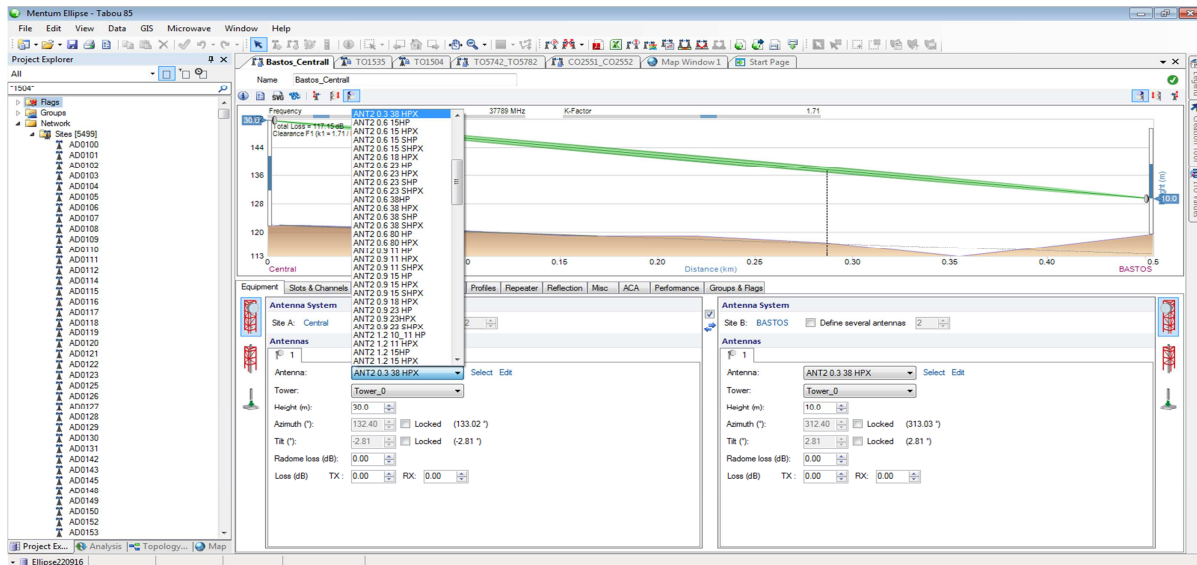 Mentum Ellipse - Tabou 85
File Edit View Data GIS Microwave Window Help
Project Explorer
All
*1504*
Flags
Groups
Network
Sites [5499]
AD0100
AD0101
AD0102
AD0103
AD0104
AD0105
AD0106
AD0107
AD0108
AD0109
AD0110
AD0111
AD0112
AD0114
AD0115
AD0116
AD0117
AD0118
AD0119
AD0120
AD0121
AD0122
AD0123
AD0125
AD0126
AD0127
AD0128
AD0129
AD0130
AD0131
AD0142
AD0143
AD0145
AD0148
AD0149
AD0150
AD0152
AD0153
Project Ex... Analysis Topology... Map
Ellipse220916
Bastos_Centrall TO1535 TO1504 TO5742_TO5782 CO2551_CO2552 Map Window1 Start Page
Name Bastos_Centrall
SVG
Frequency 37789 MHz K-Factor 1.71
30.0
Total Loss = 117.15 dB
Clearance F1 (k1 = 1.71 /
144
136
128
120
113
0 0.15 0.20 0.25 0.30 0.35 0.40 0.5
Central Distance (km) BASTOS
10.0
Height (m)
ANT2 0.3 38 HPX
ANT2 0.6 15HP
ANT2 0.6 15 HPX
ANT2 0.6 15 SHP
ANT2 0.6 15 SHPX
ANT2 0.6 18 HPX
ANT2 0.6 23 HP
ANT2 0.6 23 HPX
ANT2 0.6 23 SHP
ANT2 0.6 23 SHPX
ANT2 0.6 38HP
ANT2 0.6 38 HPX
ANT2 0.6 38 SHP
ANT2 0.6 38 SHPX
ANT2 0.6 80 HP
ANT2 0.6 80 HPX
ANT2 0.9 11 HP
ANT2 0.9 11 HPX
ANT2 0.9 11 SHPX
ANT2 0.9 15 HP
ANT2 0.9 15 HPX
ANT2 0.9 15 SHPX
ANT2 0.9 18 HPX
ANT2 0.9 23 HP
ANT2 0.9 23HPX
ANT2 0.9 23 SHPX
ANT2 1.2 10_11 HP
ANT2 1.2 11 HPX
ANT2 1.2 15HP
ANT2 1.2 15 HPX
Equipment Slots & Channels Profiles Repeater Reflection Misc ACA Performance Groups & Flags
Antenna System
Site A: Central 2
Antennas
1
Antenna: ANT2 0.3 38 HPX Select Edit
Tower: Tower_0
Height (m): 30.0
Azimuth (°): 132.40 Locked (133.02 °)
Tilt (°): -2.81 Locked (-2.81 °)
Radome loss (dB): 0.00
Loss (dB) TX : 0.00 RX: 0.00
Antenna System
Site B: BASTOS Define several antennas 2
Antennas
1
Antenna: ANT2 0.3 38 HPX Select Edit
Tower: Tower_0
Height (m): 10.0
Azimuth (°): 312.40 Locked (313.03 °)
Tilt (°): 2.81 Locked (2.81 °)
Radome loss (dB): 0.00
Loss (dB) TX : 0.00 RX: 0.00